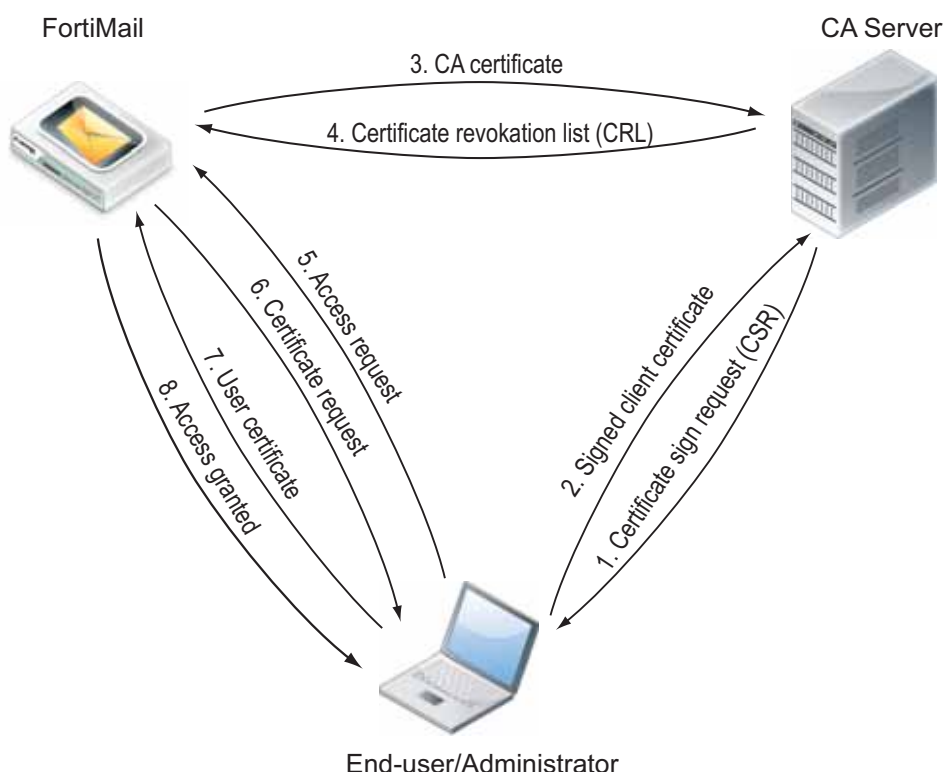 FortiMail
CA Server
3. CA certificate
4. Certificate revokation list (CRL)
5. Access request
6. Certificate request
7. User certificate
8. Access granted
2. Signed client certificate
1. Certificate sign request (CSR)
End-user/Administrator